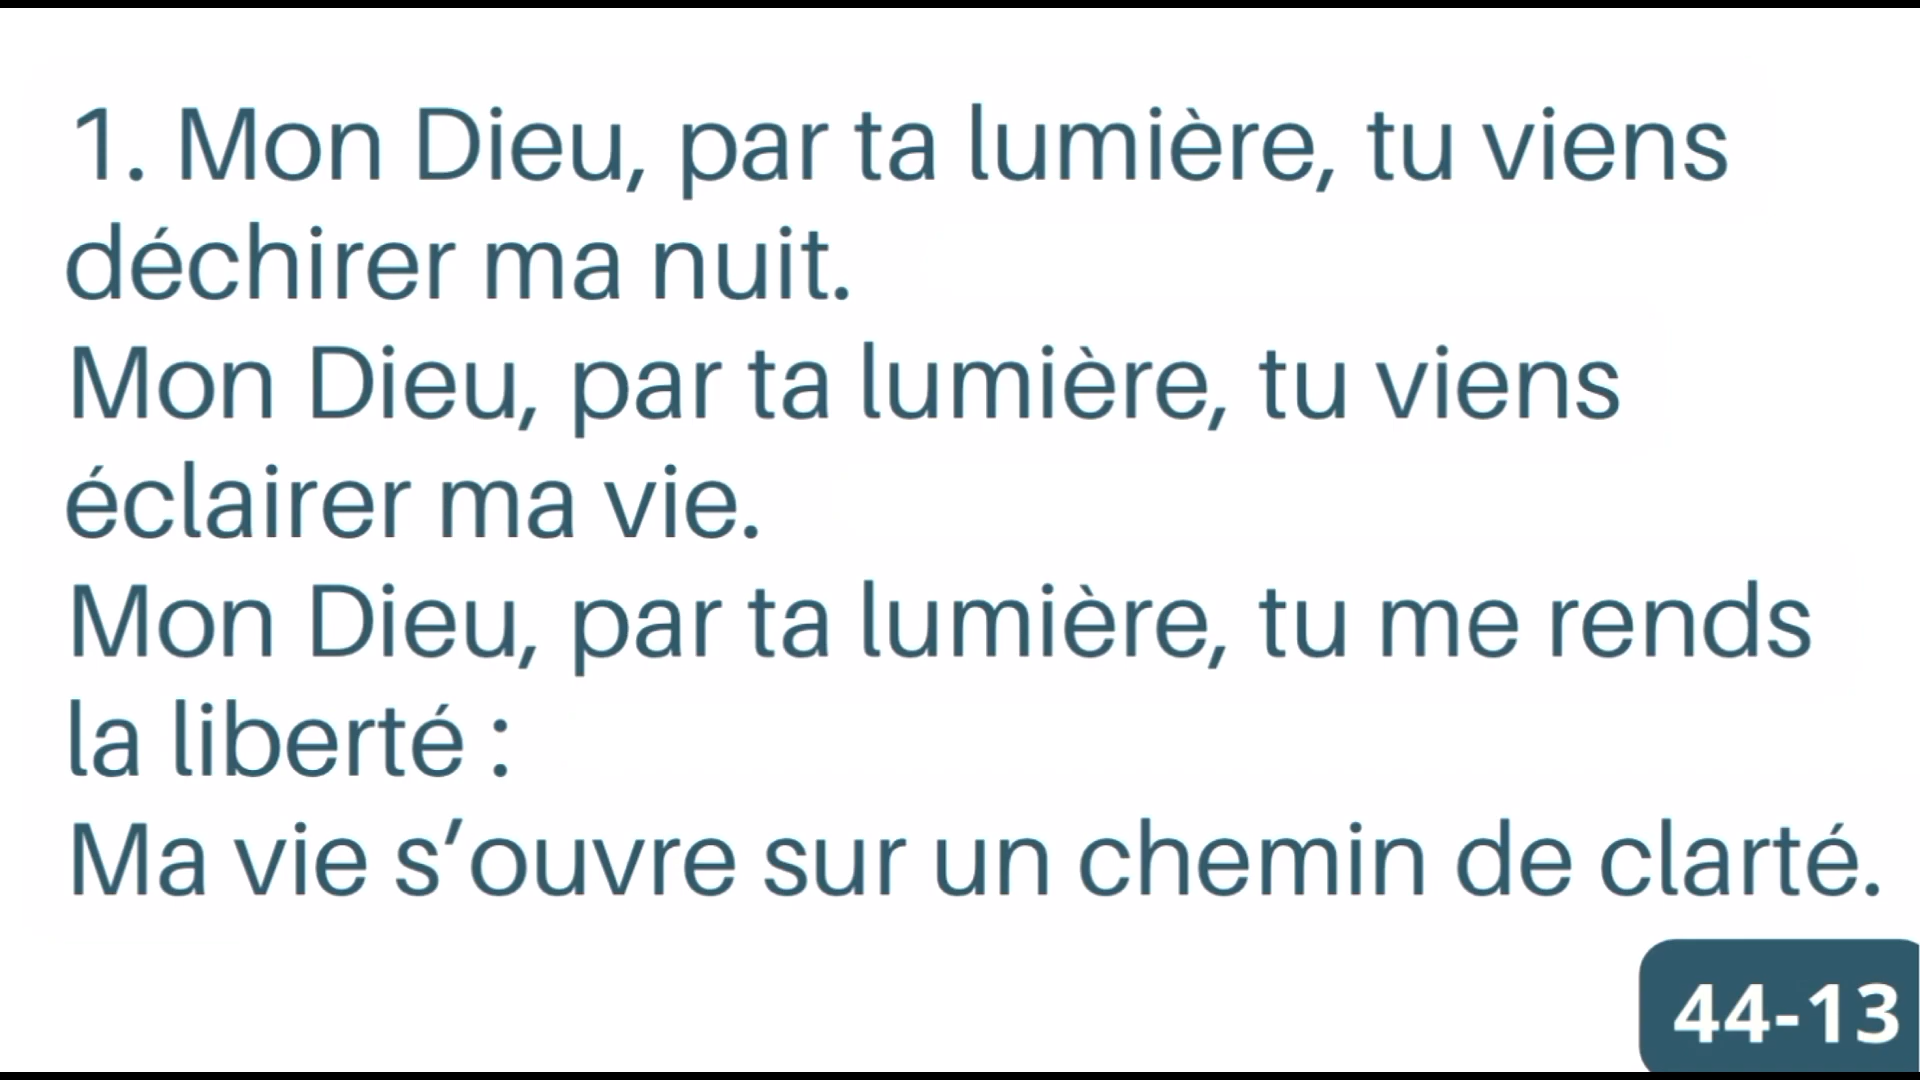 1. Mon Dieu, par ta lumière, tu viens
déchirer ma nuit.
Mon Dieu, par ta lumière, tu viens
éclairer ma vie.
Mon Dieu, par ta lumière, tu me rends
la liberté :
Ma vie s’ouvre sur un chemin de clarté.
44-13